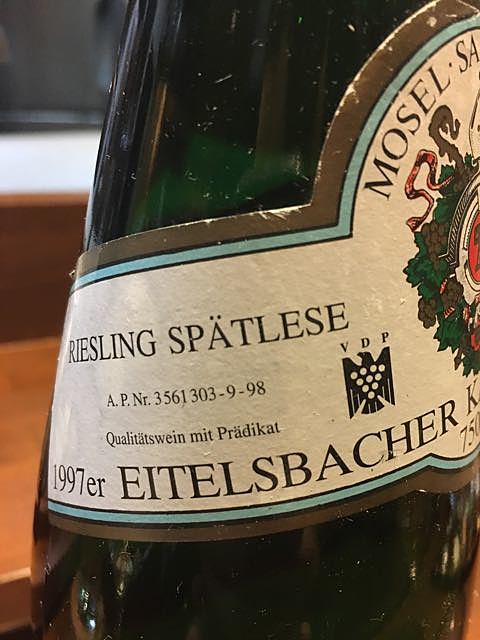 MOSEL · SA
RIESLING SPÄTLESE
VDP
A. P. Nr. 3 561 303 - 9 - 98
Qualitätswein mit Prädikat
1997er EITELSBACHER K
750